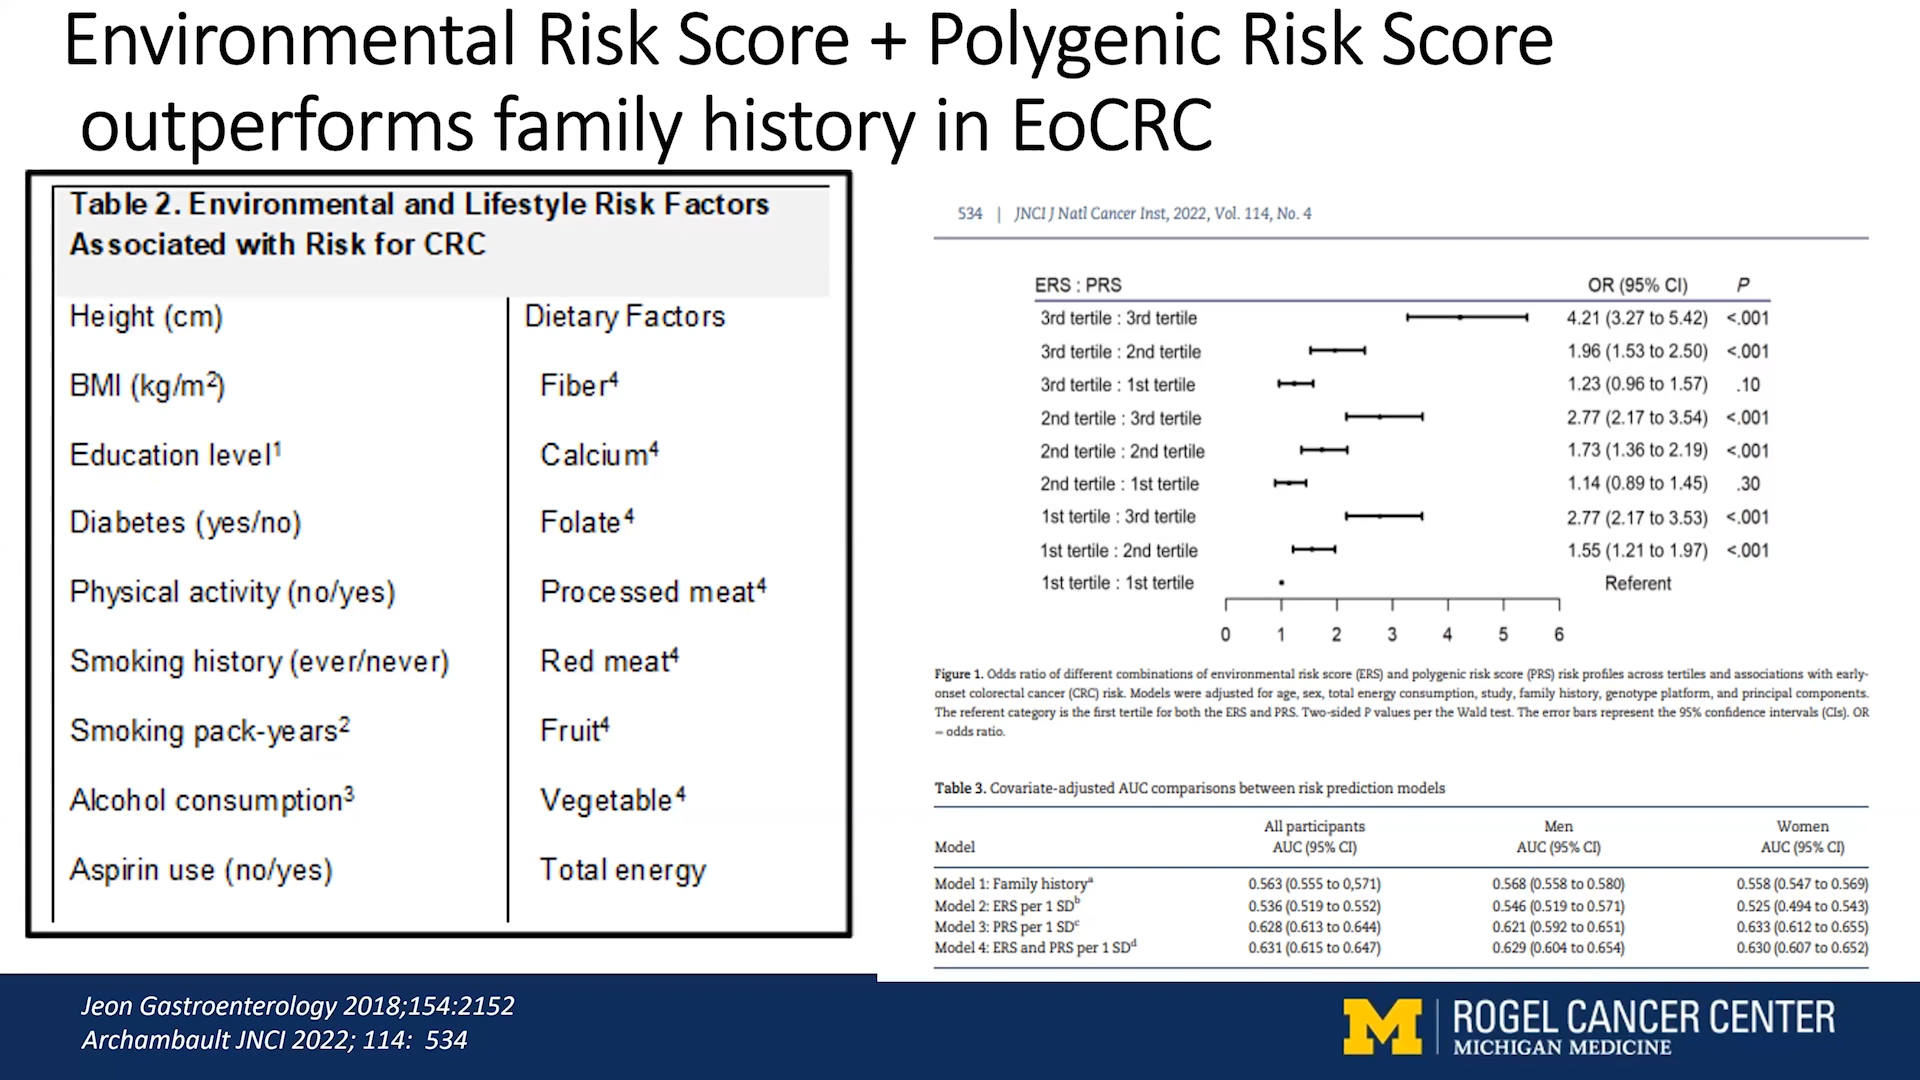 Environmental Risk Score + Polygenic Risk Score
outperforms family history in EoCRC
Table 2. Environmental and Lifestyle Risk Factors
Associated with Risk for CRC
Height (cm)
BMI (kg/m²)
Education level¹
Diabetes (yes/no)
Physical activity (no/yes)
Smoking history (ever/never)
Smoking pack-years²
Alcohol consumption³
Aspirin use (no/yes)
Dietary Factors
Fiber⁴
Calcium⁴
Folate⁴
Processed meat⁴
Red meat⁴
Fruit⁴
Vegetable⁴
Total energy
534 | JNCI J Natl Cancer Inst, 2022, Vol. 114, No. 4
ERS : PRS OR (95% CI) P
3rd tertile : 3rd tertile 4.21 (3.27 to 5.42) <.001
3rd tertile : 2nd tertile 1.96 (1.53 to 2.50) <.001
3rd tertile : 1st tertile 1.23 (0.96 to 1.57) .10
2nd tertile : 3rd tertile 2.77 (2.17 to 3.54) <.001
2nd tertile : 2nd tertile 1.73 (1.36 to 2.19) <.001
2nd tertile : 1st tertile 1.14 (0.89 to 1.45) .30
1st tertile : 3rd tertile 2.77 (2.17 to 3.53) <.001
1st tertile : 2nd tertile 1.55 (1.21 to 1.97) <.001
1st tertile : 1st tertile Referent
0 1 2 3 4 5 6
Figure 1. Odds ratio of different combinations of environmental risk score (ERS) and polygenic risk score (PRS) risk profiles across tertiles and associations with early-
onset colorectal cancer (CRC) risk. Models were adjusted for age, sex, total energy consumption, study, family history, genotype platform, and principal components.
The referent category is the first tertile for both the ERS and PRS. Two-sided P values per the Wald test. The error bars represent the 95% confidence intervals (CIs). OR
= odds ratio.
Table 3. Covariate-adjusted AUC comparisons between risk prediction models
All participants Men Women
Model AUC (95% CI) AUC (95% CI) AUC (95% CI)
Model 1: Family historyᵃ 0.563 (0.555 to 0,571) 0.568 (0.558 to 0.580) 0.558 (0.547 to 0.569)
Model 2: ERS per 1 SDᵇ 0.536 (0.519 to 0.552) 0.546 (0.519 to 0.571) 0.525 (0.494 to 0.543)
Model 3: PRS per 1 SDᶜ 0.628 (0.613 to 0.644) 0.621 (0.592 to 0.651) 0.633 (0.612 to 0.655)
Model 4: ERS and PRS per 1 SDᵈ 0.631 (0.615 to 0.647) 0.629 (0.604 to 0.654) 0.630 (0.607 to 0.652)
Jeon Gastroenterology 2018;154:2152
Archambault JNCI 2022; 114: 534
M
ROGEL CANCER CENTER
MICHIGAN MEDICINE